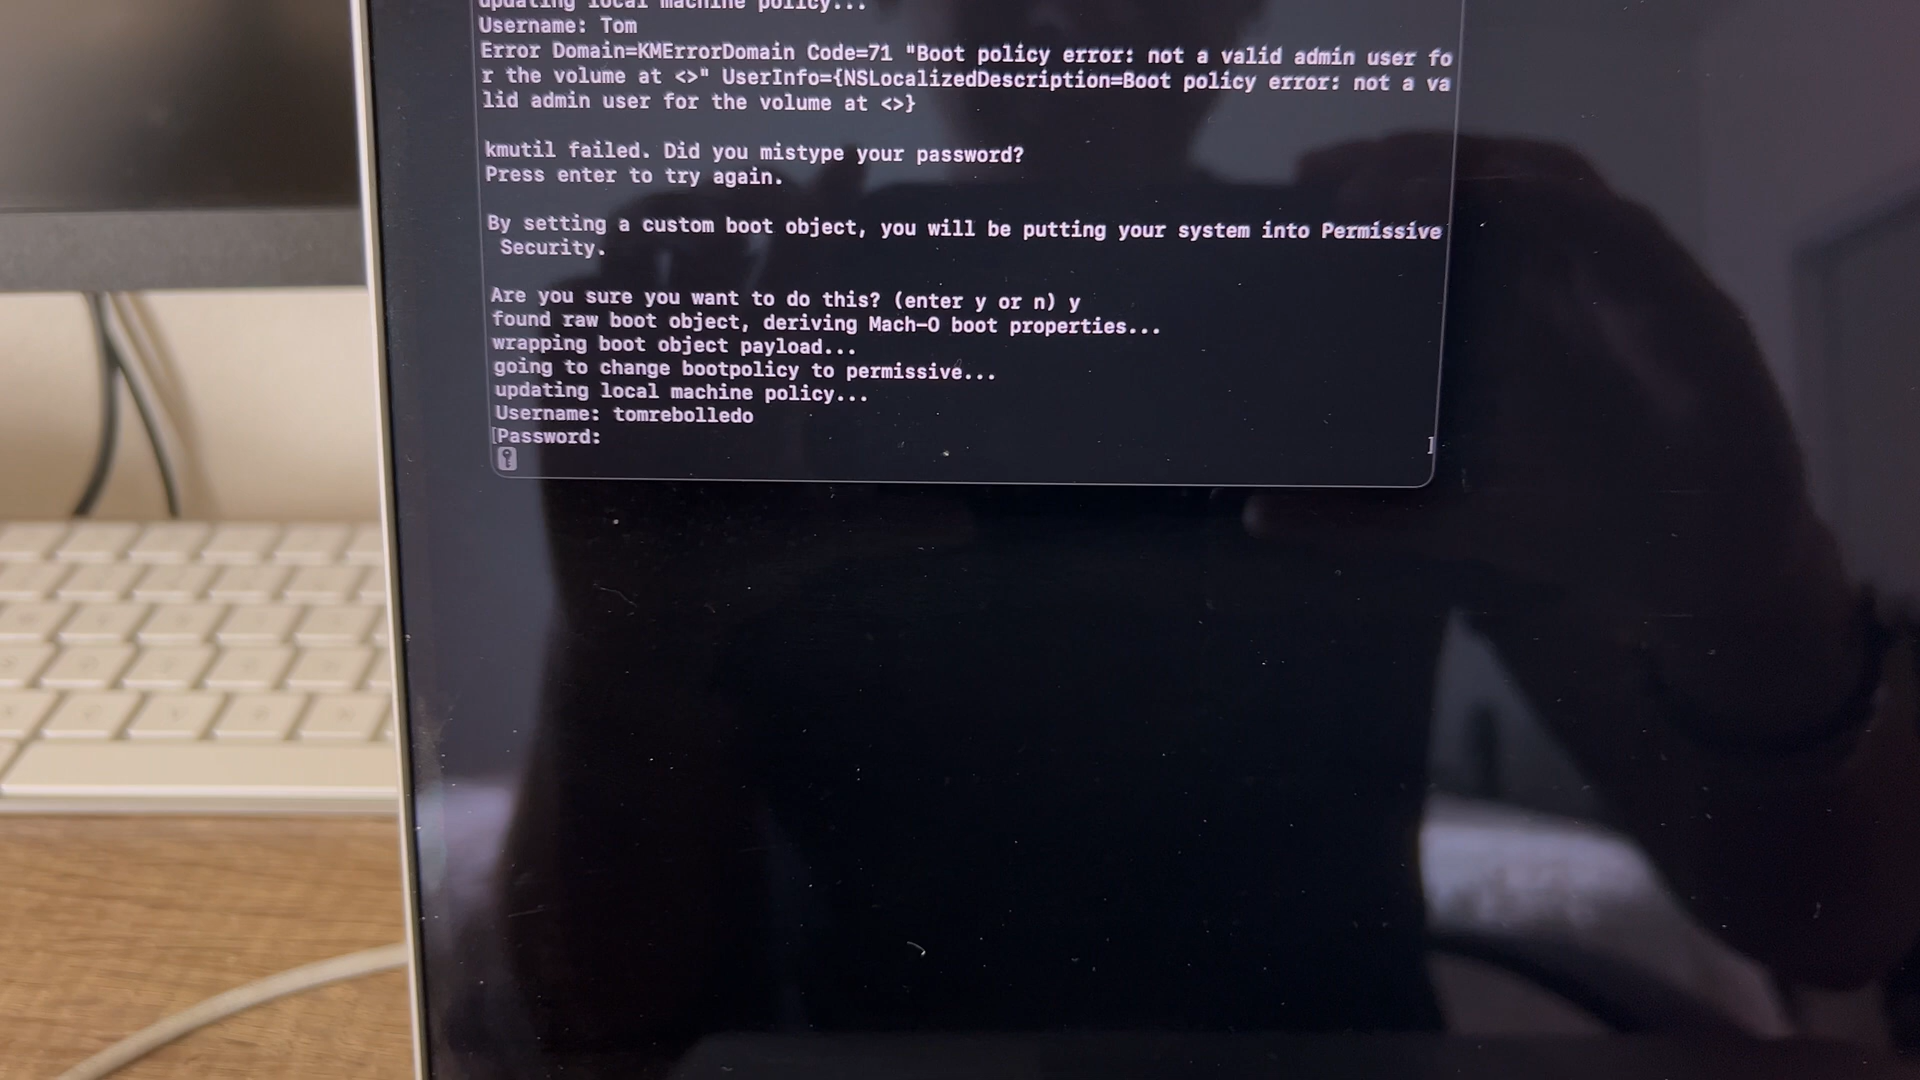 updating local machine policy...
Username: Tom
Error Domain=KMErrorDomain Code=71 "Boot policy error: not a valid admin user fo
r the volume at <>" UserInfo={NSLocalizedDescription=Boot policy error: not a va
lid admin user for the volume at <>}
kmutil failed. Did you mistype your password?
Press enter to try again.
By setting a custom boot object, you will be putting your system into Permissive
Security.
Are you sure you want to do this? (enter y or n) y
found raw boot object, deriving Mach-O boot properties...
wrapping boot object payload...
going to change bootpolicy to permissive...
updating local machine policy...
Username: tomrebolledo
[Password: ]